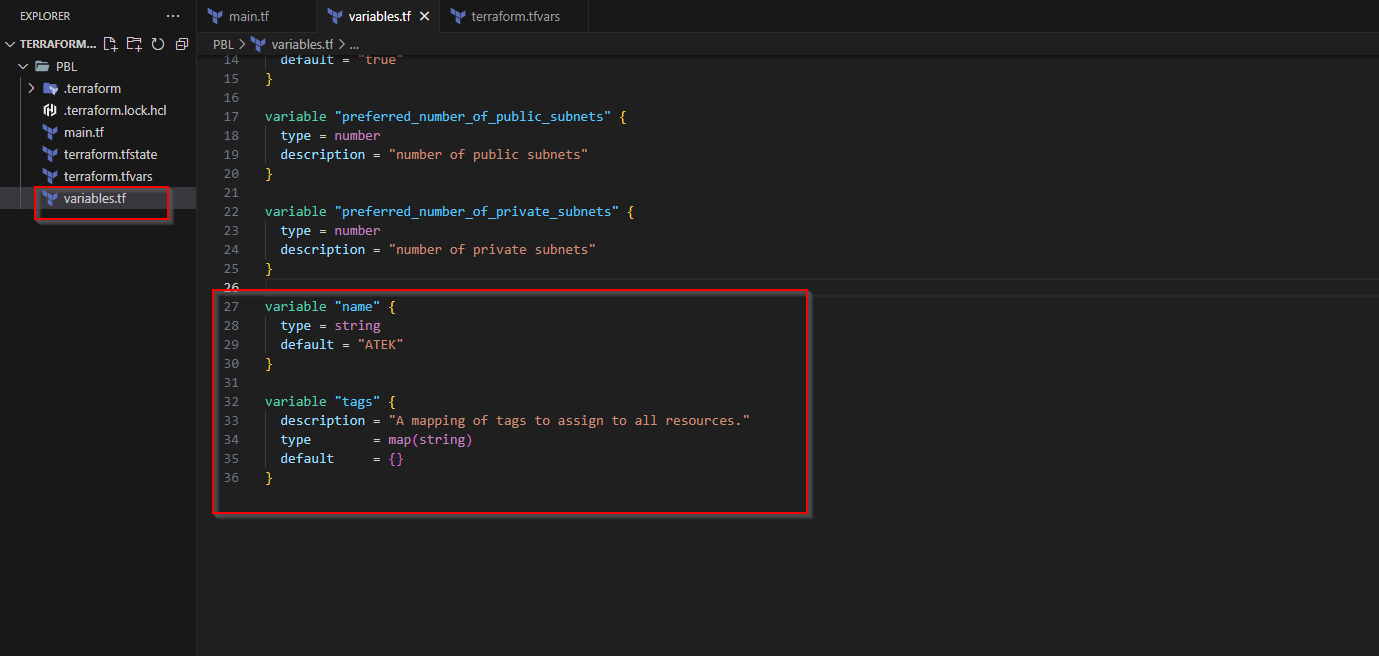 EXPLORER
...
TERRAFORM...
PBL
.terraform
.terraform.lock.hcl
main.tf
terraform.tfstate
terraform.tfvars
variables.tf
main.tf
variables.tf
terraform.tfvars
PBL > variables.tf > ...
14 default = "true"
15 }
16
17 variable "preferred_number_of_public_subnets" {
18 type = number
19 description = "number of public subnets"
20 }
21
22 variable "preferred_number_of_private_subnets" {
23 type = number
24 description = "number of private subnets"
25 }
26
27 variable "name" {
28 type = string
29 default = "ATEK"
30 }
31
32 variable "tags" {
33 description = "A mapping of tags to assign to all resources."
34 type = map(string)
35 default = {}
36 }